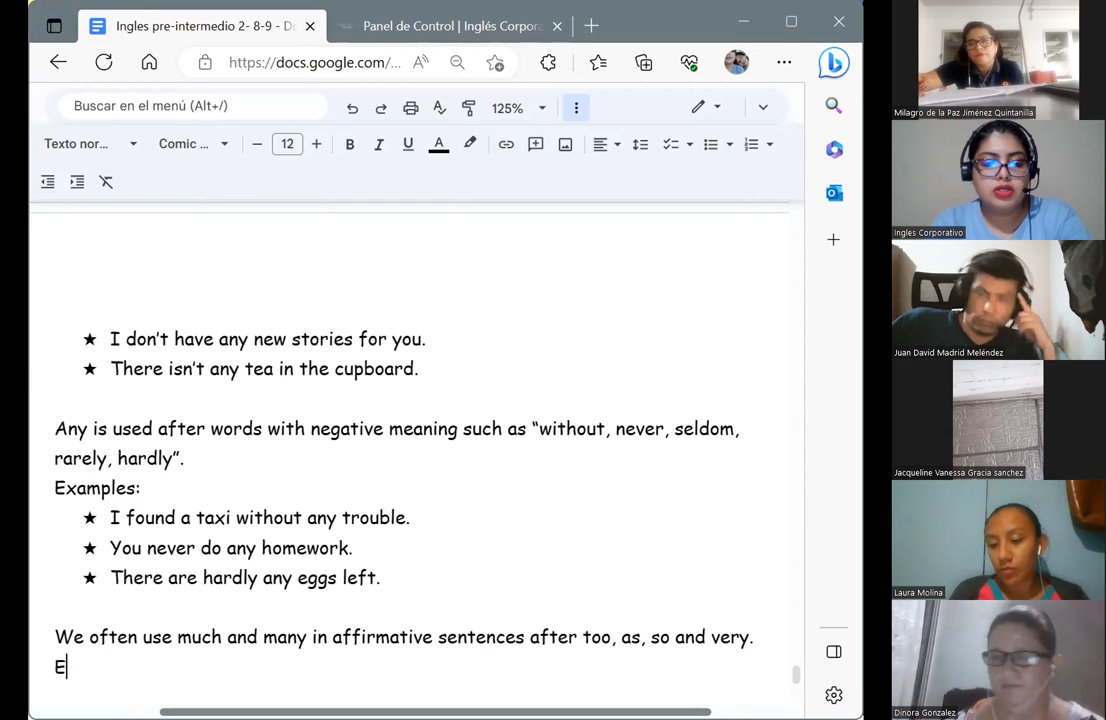 Ingles pre-intermedio 2- 8-9 - Do
Panel de Control | Inglés Corpor
https://docs.google.com/...
Buscar en el menú (Alt+/)
125%
Texto nor...
Comic ...
12
★ I don't have any new stories for you.
★ There isn't any tea in the cupboard.
Any is used after words with negative meaning such as “without, never, seldom,
rarely, hardly”.
Examples:
★ I found a taxi without any trouble.
★ You never do any homework.
★ There are hardly any eggs left.
We often use much and many in affirmative sentences after too, as, so and very.
E
Milagro de la Paz Jiménez Quintanilla
Ingles Corporativo
Juan David Madrid Meléndez
Jacqueline Vanessa Gracia sanchez
Laura Molina
Dinora Gonzalez